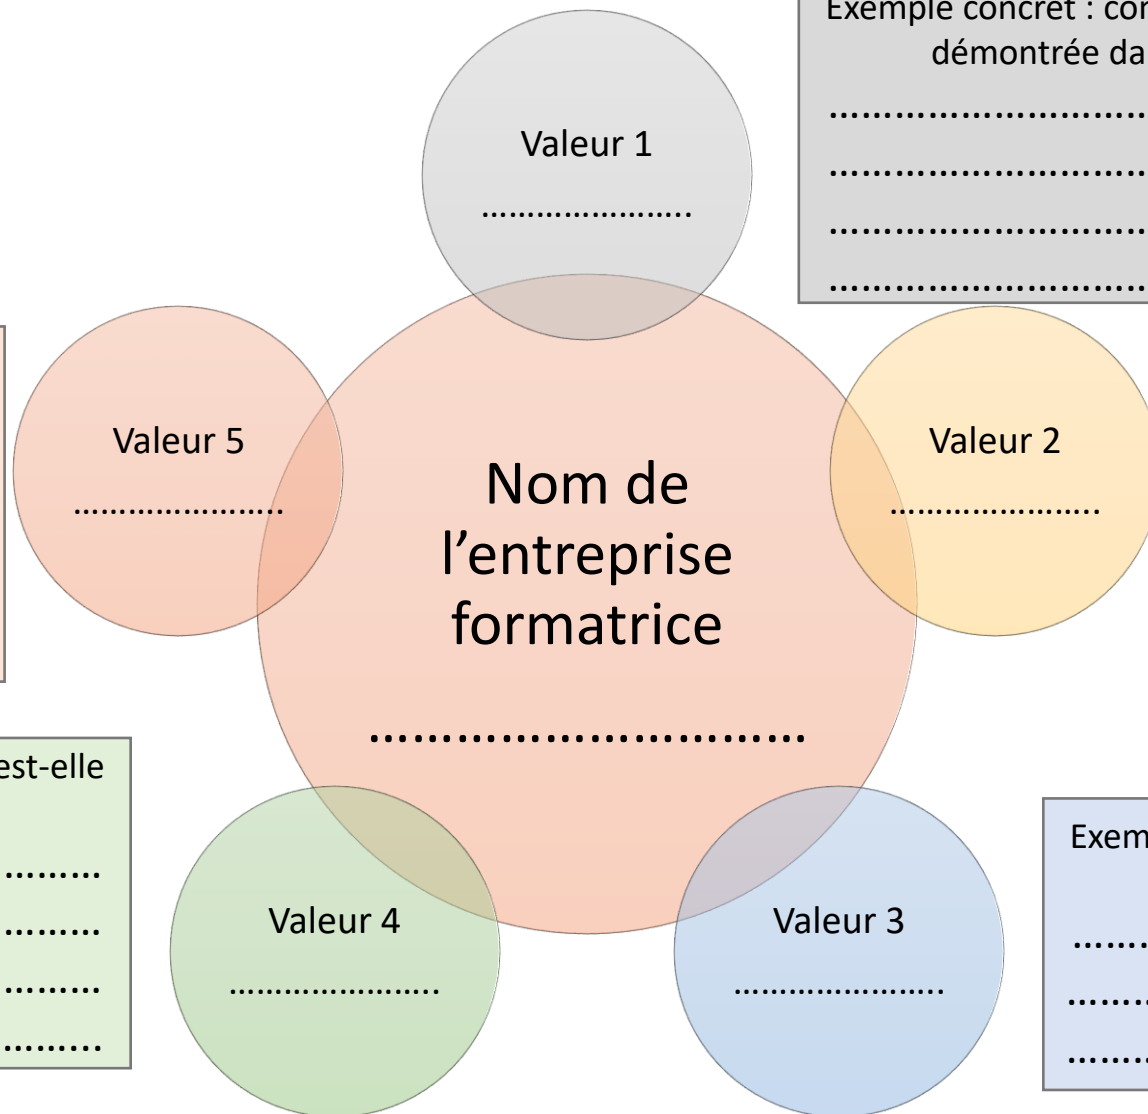 Exemple concret : con
démontrée da
…………………………
…………………………
…………………………
…………………………
Valeur 1
…………………..
Valeur 5
…………………..
Valeur 2
…………………..
Nom de
l’entreprise
formatrice
…………………………
est-elle
………
………
………
………
Valeur 4
…………………..
Valeur 3
…………………..
Exem
……
……
……